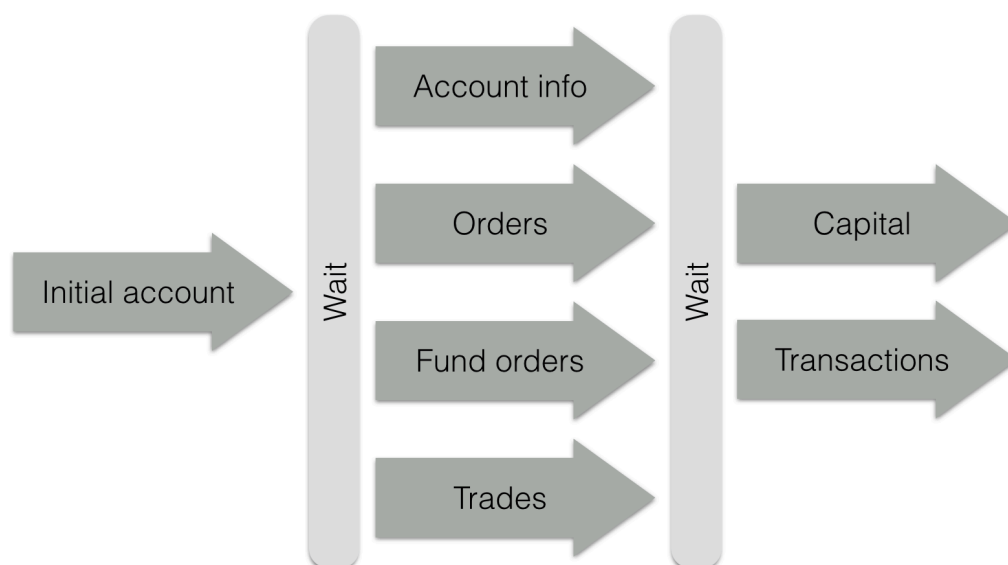 Initial account
Wait
Account info
Orders
Fund orders
Trades
Wait
Capital
Transactions